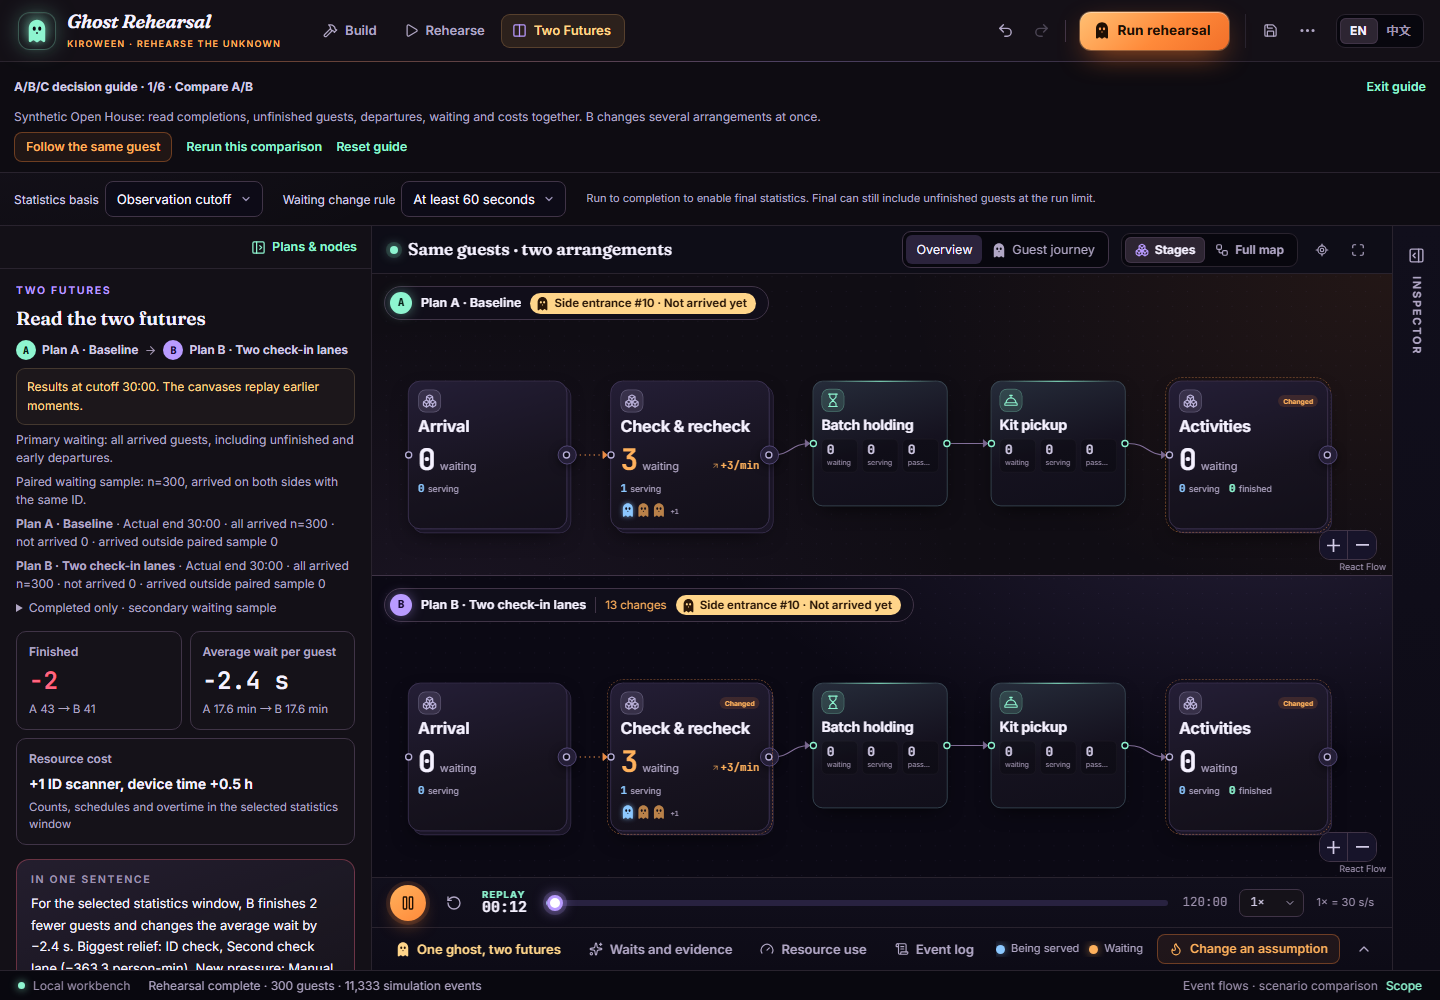 Ghost Rehearsal
KIROWEEN · REHEARSE THE UNKNOWN
Build
Rehearse
Two Futures
Run rehearsal
EN
中文
A/B/C decision guide · 1/6 · Compare A/B
Exit guide
Synthetic Open House: read completions, unfinished guests, departures, waiting and costs together. B changes several arrangements at once.
Follow the same guest
Rerun this comparison
Reset guide
Statistics basis
Observation cutoff
Waiting change rule
At least 60 seconds
Run to completion to enable final statistics. Final can still include unfinished guests at the run limit.
Plans & nodes
TWO FUTURES
Read the two futures
A Plan A · Baseline → B Plan B · Two check-in lanes
Results at cutoff 30:00. The canvases replay earlier
moments.
Primary waiting: all arrived guests, including unfinished and
early departures.
Paired waiting sample: n=300, arrived on both sides with
the same ID.
Plan A · Baseline · Actual end 30:00 · all arrived n=300 ·
not arrived 0 · arrived outside paired sample 0
Plan B · Two check-in lanes · Actual end 30:00 · all arrived
n=300 · not arrived 0 · arrived outside paired sample 0
Completed only · secondary waiting sample
Finished
-2
A 43 → B 41
Average wait per guest
-2.4 s
A 17.6 min → B 17.6 min
Resource cost
+1 ID scanner, device time +0.5 h
Counts, schedules and overtime in the selected statistics
window
IN ONE SENTENCE
For the selected statistics window, B finishes 2
fewer guests and changes the average wait by
−2.4 s. Biggest relief: ID check, Second check
lane (−363.3 person-min). New pressure: Manual
Same guests · two arrangements
Overview
Guest journey
Stages
Full map
INSPECTOR
A Plan A · Baseline
Side entrance #10 · Not arrived yet
Arrival
0 waiting
0 serving
Check & recheck
3 waiting
+3/min
1 serving
+1
Batch holding
0 0 0
waiting serving pass...
Kit pickup
0 0 0
waiting serving pass...
Changed
Activities
0 waiting
0 serving 0 finished
React Flow
B Plan B · Two check-in lanes
13 changes
Side entrance #10 · Not arrived yet
Arrival
0 waiting
0 serving
Changed
Check & recheck
3 waiting
+3/min
1 serving
+1
Batch holding
0 0 0
waiting serving pass...
Kit pickup
0 0 0
waiting serving pass...
Changed
Activities
0 waiting
0 serving 0 finished
React Flow
REPLAY
00:12
120:00
1×
1× = 30 s/s
One ghost, two futures
Waits and evidence
Resource use
Event log
Being served
Waiting
Change an assumption
Local workbench
Rehearsal complete · 300 guests · 11,333 simulation events
Event flows · scenario comparison
Scope